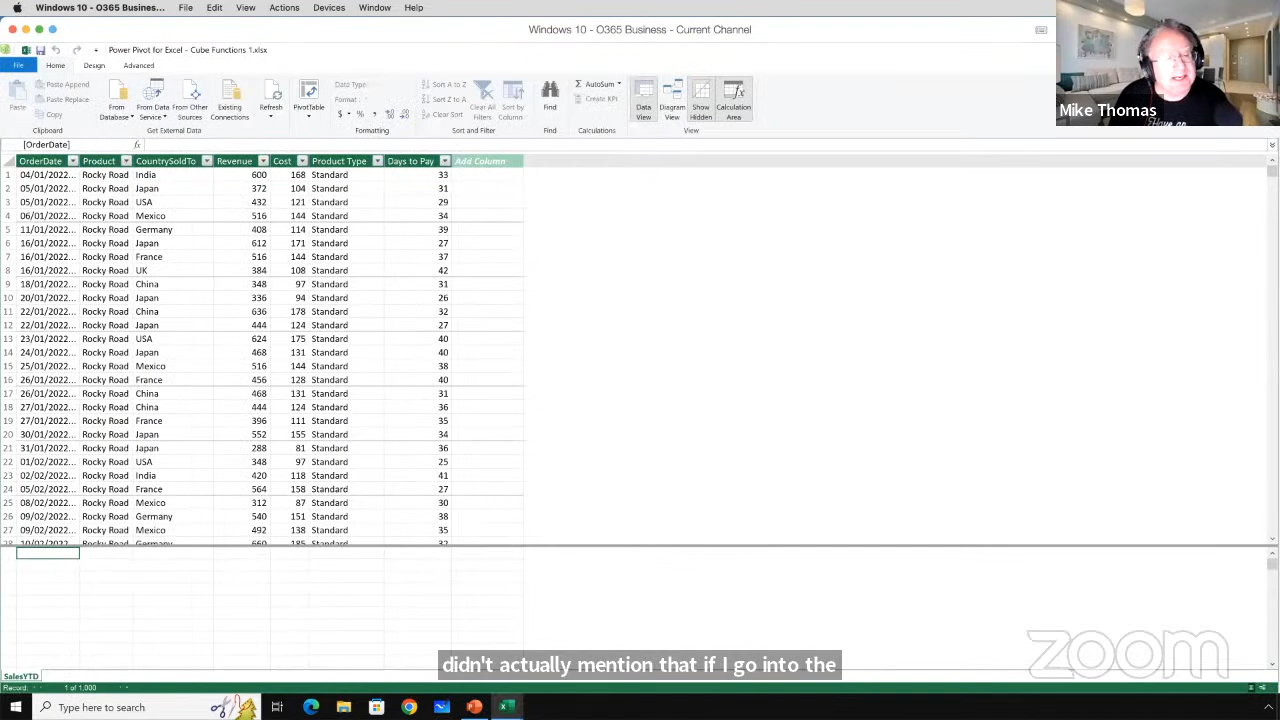 Windows 10 - O365 Busines... File Edit View Actions Devices Window Help
Windows 10 - O365 Business - Current Channel
Power Pivot for Excel - Cube Functions 1.xlsx
File Home Design Advanced
Paste
Paste Append
Paste Replace
Copy
Clipboard
From Database
From Data Service
From Other Sources
Existing Connections
Get External Data
Refresh
PivotTable
Data Type
Format :
$ % ,
Formatting
Sort A to Z
Sort Z to A
Clear Sort
Clear All Filters
Sort by Column
Sort and Filter
Find
Find
AutoSum
Create KPI
Calculations
Data View
Diagram View
Show Hidden
Calculation Area
View
Mike Thomas
[OrderDate] fx
OrderDate Product CountrySoldTo Revenue Cost Product Type Days to Pay Add Column
1 04/01/2022... Rocky Road India 600 168 Standard 33
2 05/01/2022... Rocky Road Japan 372 104 Standard 31
3 05/01/2022... Rocky Road USA 432 121 Standard 29
4 06/01/2022... Rocky Road Mexico 516 144 Standard 34
5 11/01/2022... Rocky Road Germany 408 114 Standard 39
6 16/01/2022... Rocky Road Japan 612 171 Standard 27
7 16/01/2022... Rocky Road France 516 144 Standard 37
8 16/01/2022... Rocky Road UK 384 108 Standard 42
9 18/01/2022... Rocky Road China 348 97 Standard 31
10 20/01/2022... Rocky Road Japan 336 94 Standard 26
11 22/01/2022... Rocky Road China 636 178 Standard 32
12 22/01/2022... Rocky Road Japan 444 124 Standard 27
13 23/01/2022... Rocky Road USA 624 175 Standard 40
14 24/01/2022... Rocky Road Japan 468 131 Standard 40
15 25/01/2022... Rocky Road Mexico 516 144 Standard 38
16 26/01/2022... Rocky Road France 456 128 Standard 40
17 26/01/2022... Rocky Road China 468 131 Standard 31
18 27/01/2022... Rocky Road China 444 124 Standard 36
19 27/01/2022... Rocky Road France 396 111 Standard 35
20 30/01/2022... Rocky Road Japan 552 155 Standard 34
21 31/01/2022... Rocky Road Japan 288 81 Standard 36
22 01/02/2022... Rocky Road USA 348 97 Standard 25
23 02/02/2022... Rocky Road India 420 118 Standard 41
24 05/02/2022... Rocky Road France 564 158 Standard 27
25 08/02/2022... Rocky Road Mexico 312 87 Standard 30
26 09/02/2022... Rocky Road Germany 540 151 Standard 38
27 09/02/2022... Rocky Road Mexico 492 138 Standard 35
28 10/02/2022... Rocky Road Germany 660 185 Standard 32
didn't actually mention that if I go into the
zoom
SalesYTD
Record: 1 of 1,000
Type here to search